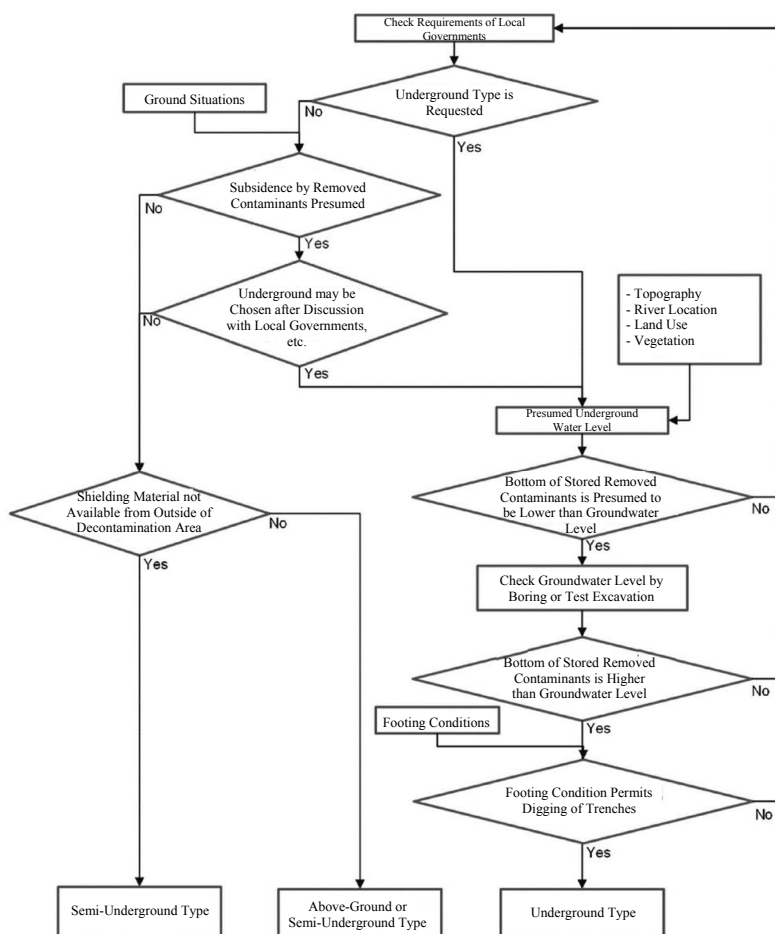 Check Requirements of Local
Governments
Ground Situations
Underground Type is
Requested
No
Yes
Subsidence by Removed
Contaminants Presumed
No
Yes
Underground may be
Chosen after Discussion
with Local Governments,
etc.
No
Yes
- Topography
- River Location
- Land Use
- Vegetation
Presumed Underground
Water Level
Shielding Material not
Available from Outside of
Decontamination Area
No
Yes
Bottom of Stored Removed
Contaminants is Presumed to
be Lower than Groundwater
Level
No
Yes
Check Groundwater Level by
Boring or Test Excavation
Bottom of Stored Removed
Contaminants is Higher
than Groundwater Level
No
Yes
Footing Conditions
Footing Condition Permits
Digging of Trenches
No
Yes
Semi-Underground Type
Above-Ground or
Semi-Underground Type
Underground Type